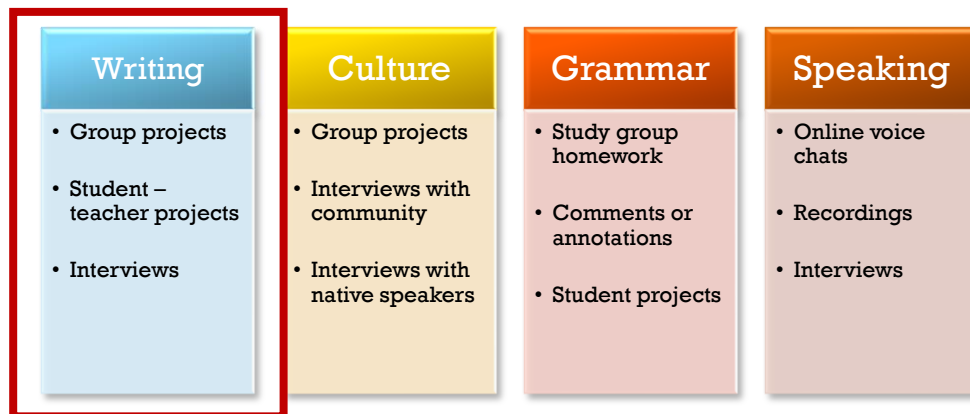 Writing
• Group projects
• Student –
teacher projects
• Interviews
Culture
• Group projects
• Interviews with
community
• Interviews with
native speakers
Grammar
• Study group
homework
• Comments or
annotations
• Student projects
Speaking
• Online voice
chats
• Recordings
• Interviews